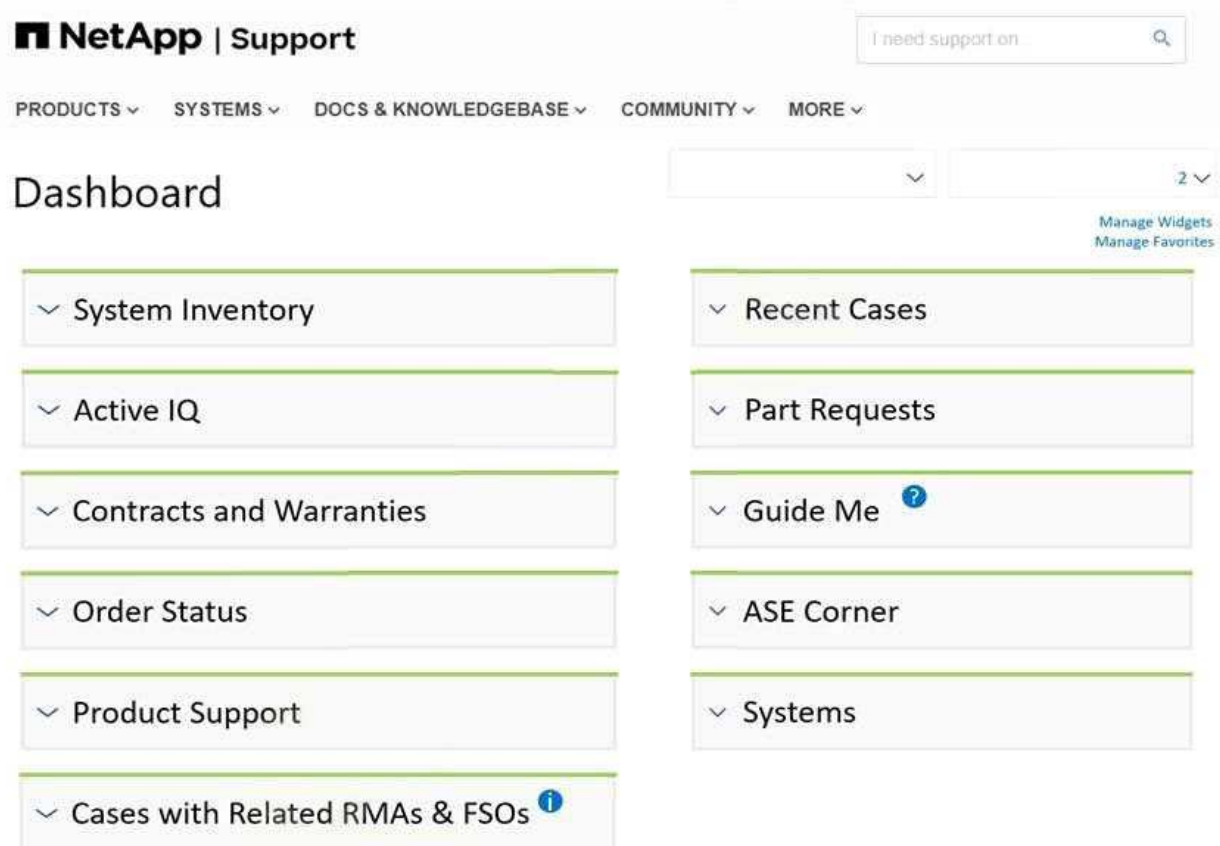 NetApp | Support
I need support on
PRODUCTS SYSTEMS DOCS & KNOWLEDGEBASE COMMUNITY MORE
Dashboard
2
Manage Widgets
Manage Favorites
System Inventory
Active IQ
Contracts and Warranties
Order Status
Product Support
Cases with Related RMAs & FSOs
Recent Cases
Part Requests
Guide Me ?
ASE Corner
Systems